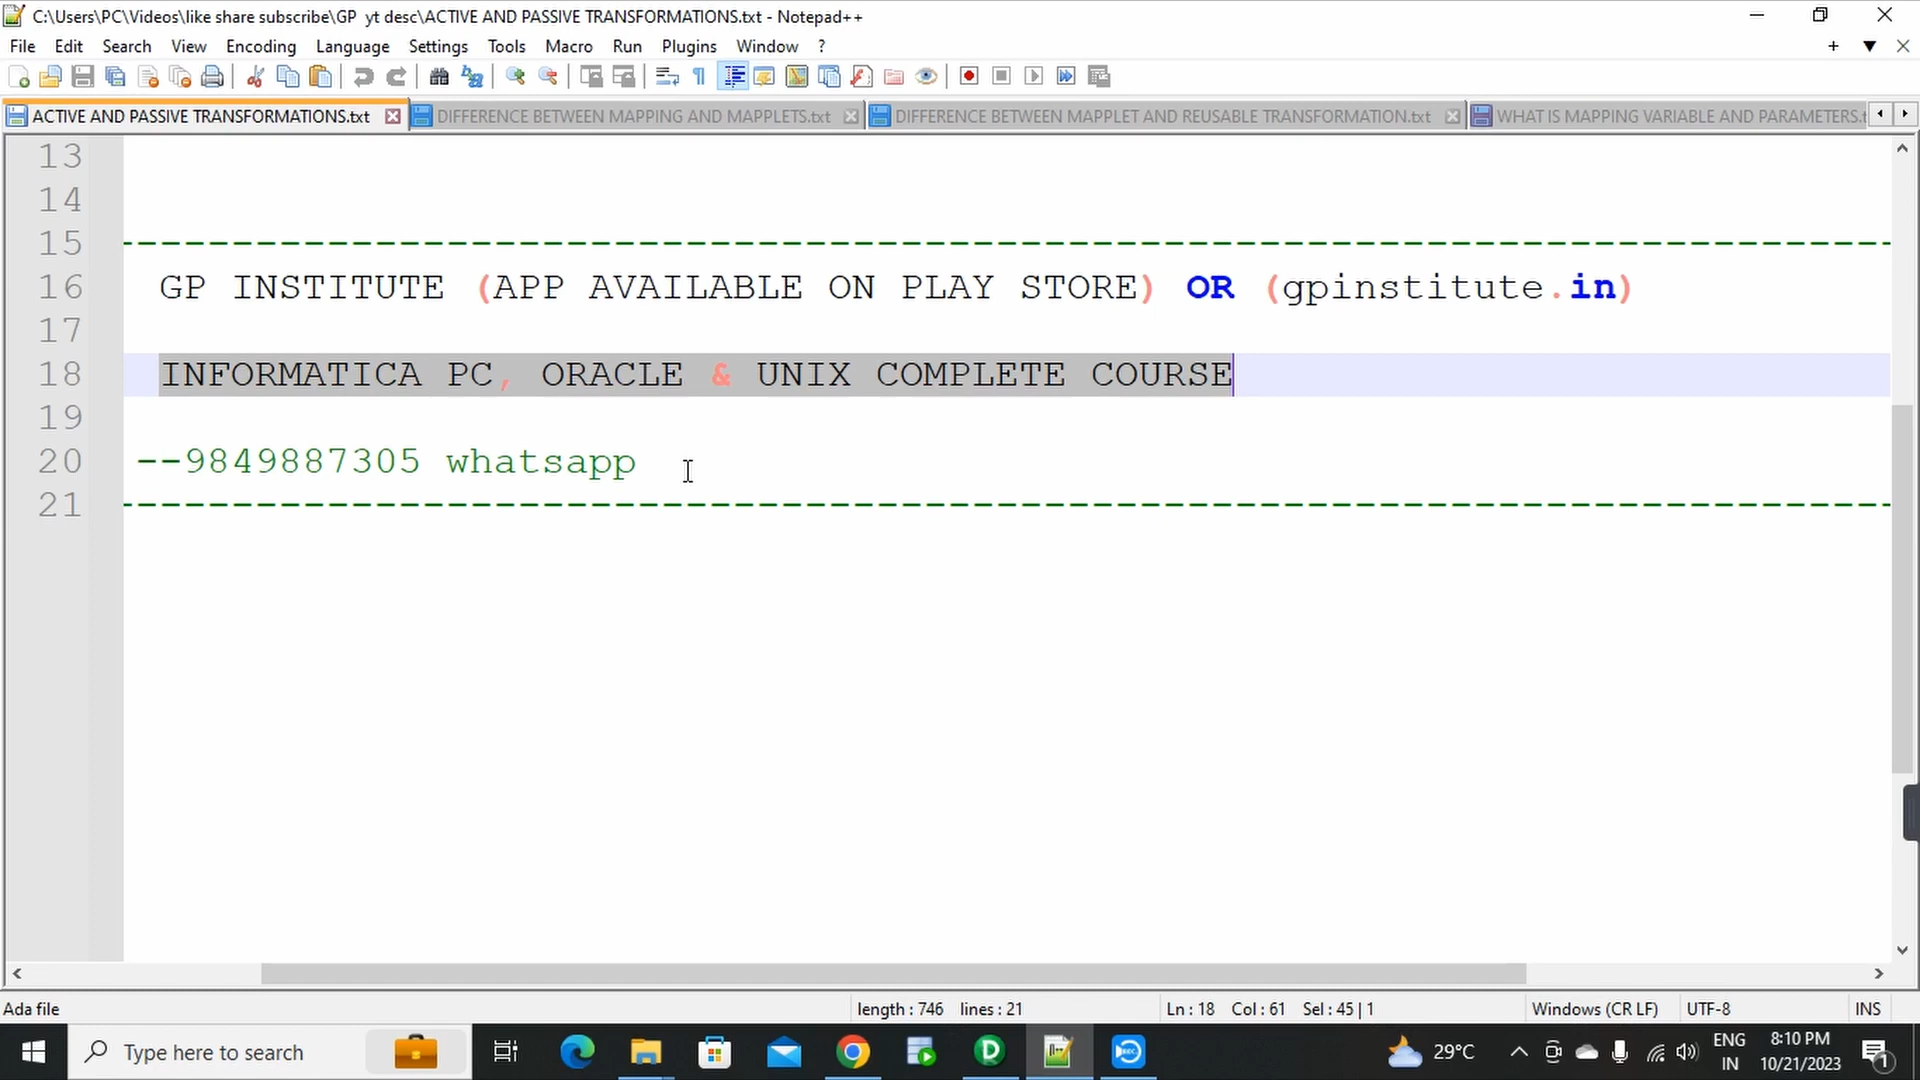 C:\Users\PC\Videos\like share subscribe\GP  yt desc\ACTIVE AND PASSIVE TRANSFORMATIONS.txt - Notepad++
File Edit Search View Encoding Language Settings Tools Macro Run Plugins Window ?
ACTIVE AND PASSIVE TRANSFORMATIONS.txt DIFFERENCE BETWEEN MAPPING AND MAPPLETS.txt DIFFERENCE BETWEEN MAPPLET AND REUSABLE TRANSFORMATION.txt WHAT IS MAPPING VARIABLE AND PARAMETERS.t
13
14
15 --------------------------------------------------------------------------
16 GP INSTITUTE (APP AVAILABLE ON PLAY STORE) OR (gpinstitute.in)
17
18 INFORMATICA PC, ORACLE & UNIX COMPLETE COURSE
19
20 --9849887305 whatsapp
21 --------------------------------------------------------------------------
Ada file length : 746 lines : 21 Ln : 18 Col : 61 Sel : 45 | 1 Windows (CR LF) UTF-8 INS
Type here to search 29°C ENG 8:10 PM
IN 10/21/2023 1